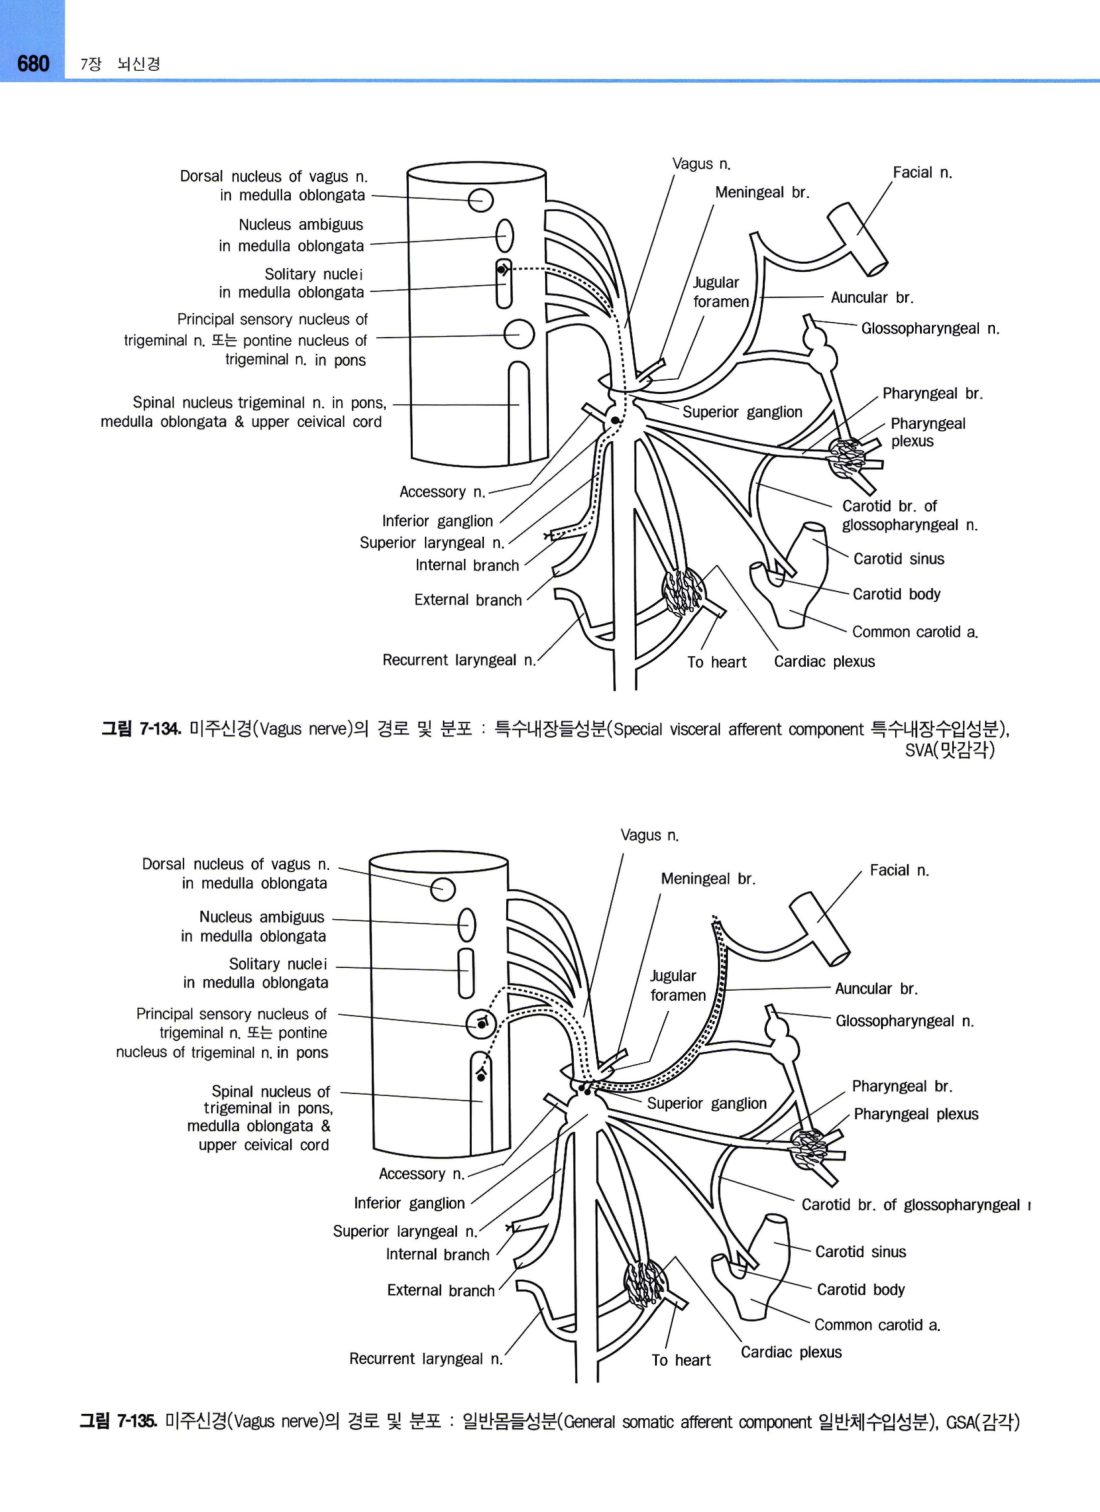 680 7장 뇌신경
Dorsal nucleus of vagus n.
in medulla oblongata
Nucleus ambiguus
in medulla oblongata
Solitary nuclei
in medulla oblongata
Principal sensory nucleus of
trigeminal n. 또는 pontine nucleus of
trigeminal n. in pons
Spinal nucleus trigeminal n. in pons,
medulla oblongata & upper ceivical cord
Accessory n.
Inferior ganglion
Superior laryngeal n.
Internal branch
External branch
Recurrent laryngeal n.
Vagus n.
Meningeal br.
Facial n.
Jugular
foramen
Auncular br.
Glossopharyngeal n.
Superior ganglion
Pharyngeal br.
Pharyngeal
plexus
Carotid br. of
glossopharyngeal n.
Carotid sinus
Carotid body
Common carotid a.
To heart
Cardiac plexus
그림 7-134. 미주신경(Vagus nerve)의 경로 및 분포 : 특수내장들성분(Special visceral afferent component 특수내장수입성분),
SVA(맛감각)
Dorsal nucleus of vagus n.
in medulla oblongata
Nucleus ambiguus
in medulla oblongata
Solitary nuclei
in medulla oblongata
Principal sensory nucleus of
trigeminal n. 또는 pontine
nucleus of trigeminal n. in pons
Spinal nucleus of
trigeminal in pons,
medulla oblongata &
upper ceivical cord
Accessory n.
Inferior ganglion
Superior laryngeal n.
Internal branch
External branch
Recurrent laryngeal n.
Vagus n.
Meningeal br.
Facial n.
Jugular
foramen
Auncular br.
Glossopharyngeal n.
Superior ganglion
Pharyngeal br.
Pharyngeal plexus
Carotid br. of glossopharyngeal
Carotid sinus
Carotid body
Common carotid a.
Cardiac plexus
To heart
그림 7-135. 미주신경(Vagus nerve)의 경로 및 분포 : 일반몸들성분(General somatic afferent component 일반체수입성분), GSA(감각)